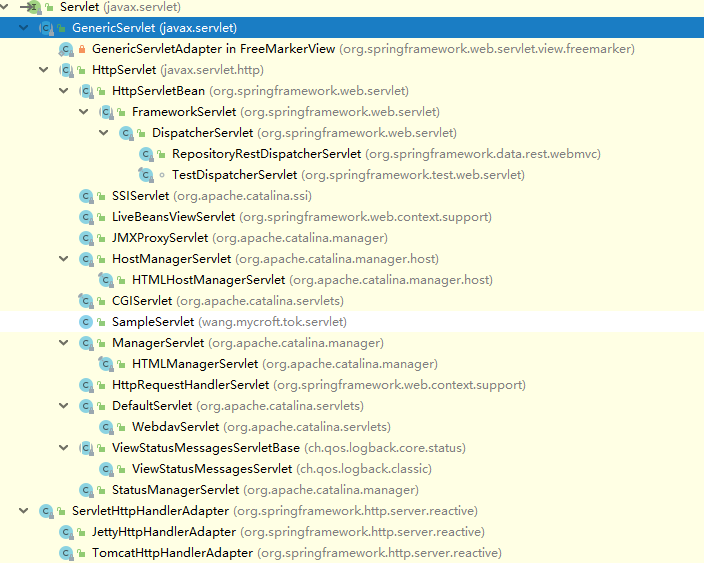 Servlet (javax.servlet)
GenericServlet (javax.servlet)
GenericServletAdapter in FreeMarkerView (org.springframework.web.servlet.view.freemarker)
HttpServlet (javax.servlet.http)
HttpServletBean (org.springframework.web.servlet)
FrameworkServlet (org.springframework.web.servlet)
DispatcherServlet (org.springframework.web.servlet)
RepositoryRestDispatcherServlet (org.springframework.data.rest.webmvc)
TestDispatcherServlet (org.springframework.test.web.servlet)
SSIServlet (org.apache.catalina.ssi)
LiveBeansViewServlet (org.springframework.web.context.support)
JMXProxyServlet (org.apache.catalina.manager)
HostManagerServlet (org.apache.catalina.manager.host)
HTMLHostManagerServlet (org.apache.catalina.manager.host)
CGIServlet (org.apache.catalina.servlets)
SampleServlet (wang.mycroft.tok.servlet)
ManagerServlet (org.apache.catalina.manager)
HTMLManagerServlet (org.apache.catalina.manager)
HttpRequestHandlerServlet (org.springframework.web.context.support)
DefaultServlet (org.apache.catalina.servlets)
WebdavServlet (org.apache.catalina.servlets)
ViewStatusMessagesServletBase (ch.qos.logback.core.status)
ViewStatusMessagesServlet (ch.qos.logback.classic)
StatusManagerServlet (org.apache.catalina.manager)
ServletHttpHandlerAdapter (org.springframework.http.server.reactive)
JettyHttpHandlerAdapter (org.springframework.http.server.reactive)
TomcatHttpHandlerAdapter (org.springframework.http.server.reactive)